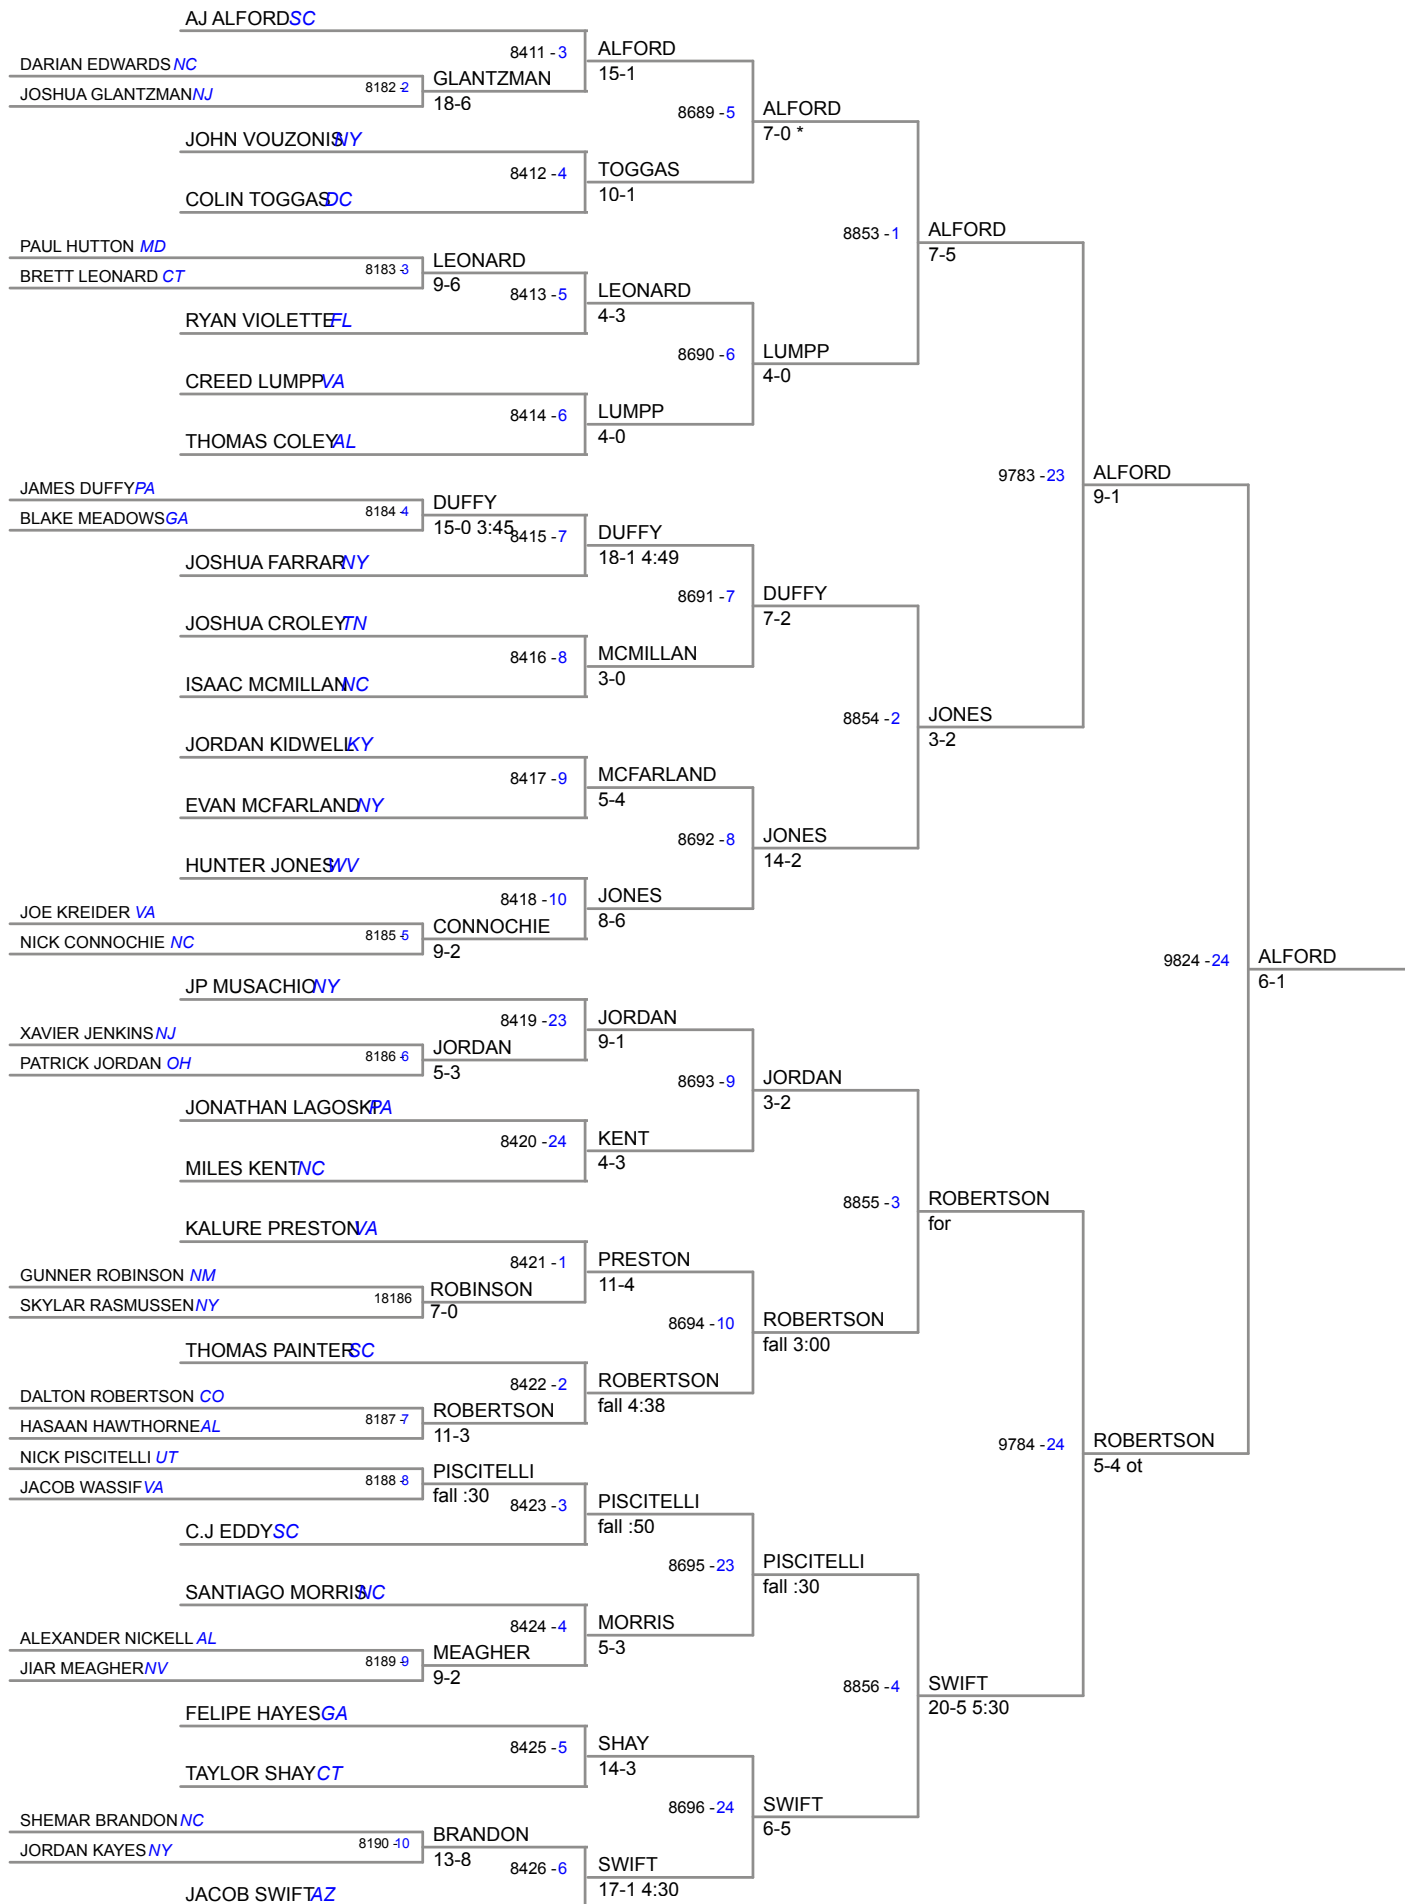 AJ ALFORD SC
8411 - 3
ALFORD
15-1
DARIAN EDWARDS NC
8182 -2
GLANTZMAN
18-6
JOSHUA GLANTZMAN NJ
8689 - 5
ALFORD
7-0 *
JOHN VOUZONIS NY
8412 - 4
TOGGAS
10-1
COLIN TOGGAS DC
8853 - 1
ALFORD
7-5
PAUL HUTTON MD
8183 -3
LEONARD
9-6
BRETT LEONARD CT
8413 - 5
LEONARD
4-3
RYAN VIOLETTE FL
8690 - 6
LUMPP
4-0
CREED LUMPP VA
8414 - 6
LUMPP
4-0
THOMAS COLEY AL
9783 - 23
ALFORD
9-1
JAMES DUFFY PA
8184 -4
DUFFY
15-0 3:45
BLAKE MEADOWS GA
8415 - 7
DUFFY
18-1 4:49
JOSHUA FARRAR NY
8691 - 7
DUFFY
7-2
JOSHUA CROLEY TN
8416 - 8
MCMILLAN
3-0
ISAAC MCMILLAN NC
8854 - 2
JONES
3-2
JORDAN KIDWELL KY
8417 - 9
MCFARLAND
5-4
EVAN MCFARLAND NY
8692 - 8
JONES
14-2
HUNTER JONES WV
8418 - 10
JONES
8-6
JOE KREIDER VA
8185 -5
CONNOCHIE
9-2
NICK CONNOCHIE NC
9824 - 24
ALFORD
6-1
JP MUSACHIO NY
8419 - 23
JORDAN
9-1
XAVIER JENKINS NJ
8186 -6
JORDAN
5-3
PATRICK JORDAN OH
8693 - 9
JORDAN
3-2
JONATHAN LAGOSKI PA
8420 - 24
KENT
4-3
MILES KENT NC
8855 - 3
ROBERTSON
for
KALURE PRESTON VA
8421 - 1
PRESTON
11-4
GUNNER ROBINSON NM
18186
ROBINSON
7-0
SKYLAR RASMUSSEN NY
8694 - 10
ROBERTSON
fall 3:00
THOMAS PAINTER SC
8422 - 2
ROBERTSON
fall 4:38
DALTON ROBERTSON CO
8187 -7
ROBERTSON
11-3
HASAAN HAWTHORNE AL
9784 - 24
ROBERTSON
5-4 ot
NICK PISCITELLI UT
8188 -8
PISCITELLI
fall :30
JACOB WASSIF VA
8423 - 3
PISCITELLI
fall :50
C.J EDDY SC
8695 - 23
PISCITELLI
fall :30
SANTIAGO MORRIS NC
8424 - 4
MORRIS
5-3
ALEXANDER NICKELL AL
8189 -9
MEAGHER
9-2
JIAR MEAGHER NV
8856 - 4
SWIFT
20-5 5:30
FELIPE HAYES GA
8425 - 5
SHAY
14-3
TAYLOR SHAY CT
8696 - 24
SWIFT
6-5
SHEMAR BRANDON NC
8190 -10
BRANDON
13-8
JORDAN KAYES NY
8426 - 6
SWIFT
17-1 4:30
JACOB SWIFT AZ